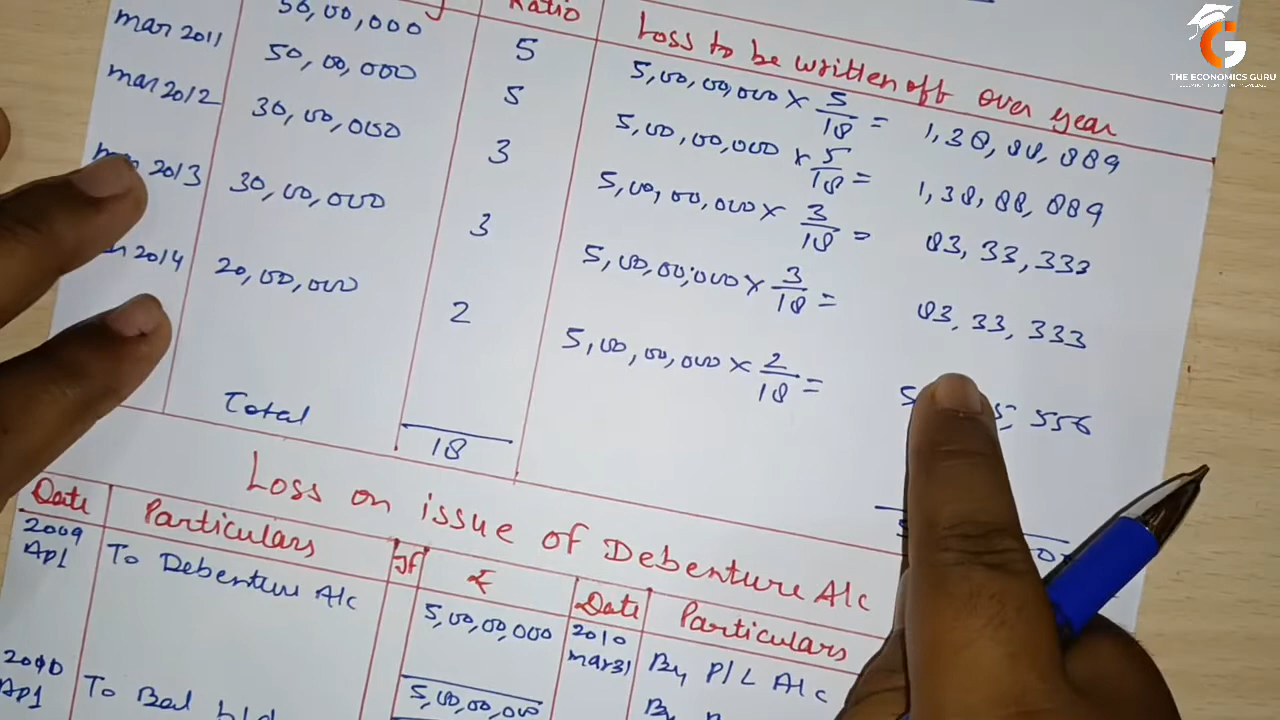 THE ECONOMICS GURU
Ratio
Loss to be written off over year
50,00,000
5
5,00,00,000 × 5/18 = 1,38,88,889
mar 2011
50,00,000
5
5,00,00,000 × 5/18 = 1,38,88,889
mar 2012
30,00,000
3
5,00,00,000 × 3/18 = 83,33,333
2013
30,00,000
3
5,00,00,000 × 3/18 = 83,33,333
2014
20,00,000
2
5,00,00,000 × 2/18 =
556
Total
18
Loss on issue of Debenture A/c
Date Particulars Jf ₹ Date Particulars
2009
Apl
To Debenture A/c
5,00,00,000
2010
mar 31
By P/L A/c
5,00,00,000
By
2010
Apl
To Bal b/d